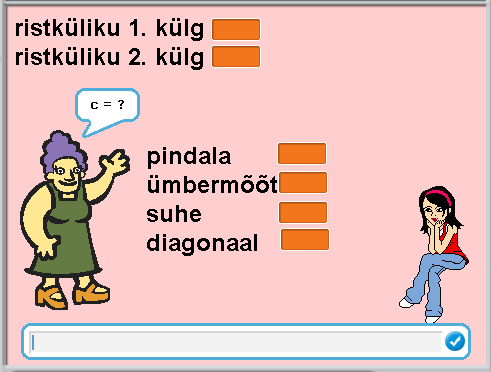 ristküliku 1. külg
ristküliku 2. külg
c = ?
pindala
ümbermõõt
suhe
diagonaal